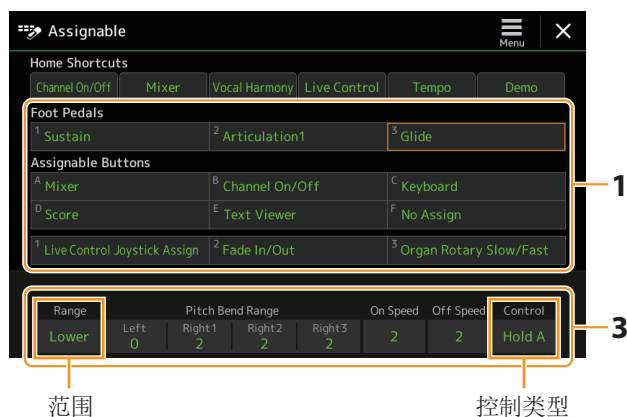 Assignable
Menu
Home Shortcuts
Channel On/Off Mixer Vocal Harmony Live Control Tempo Demo
Foot Pedals
1 Sustain 2 Articulation1 3 Glide
Assignable Buttons
A Mixer B Channel On/Off C Keyboard
D Score E Text Viewer F No Assign
1 Live Control Joystick Assign 2 Fade In/Out 3 Organ Rotary Slow/Fast
1
Range Pitch Bend Range On Speed Off Speed Control
Left Right1 Right2 Right3
Lower 0 2 2 2 2 2 Hold A
3
范围 控制类型